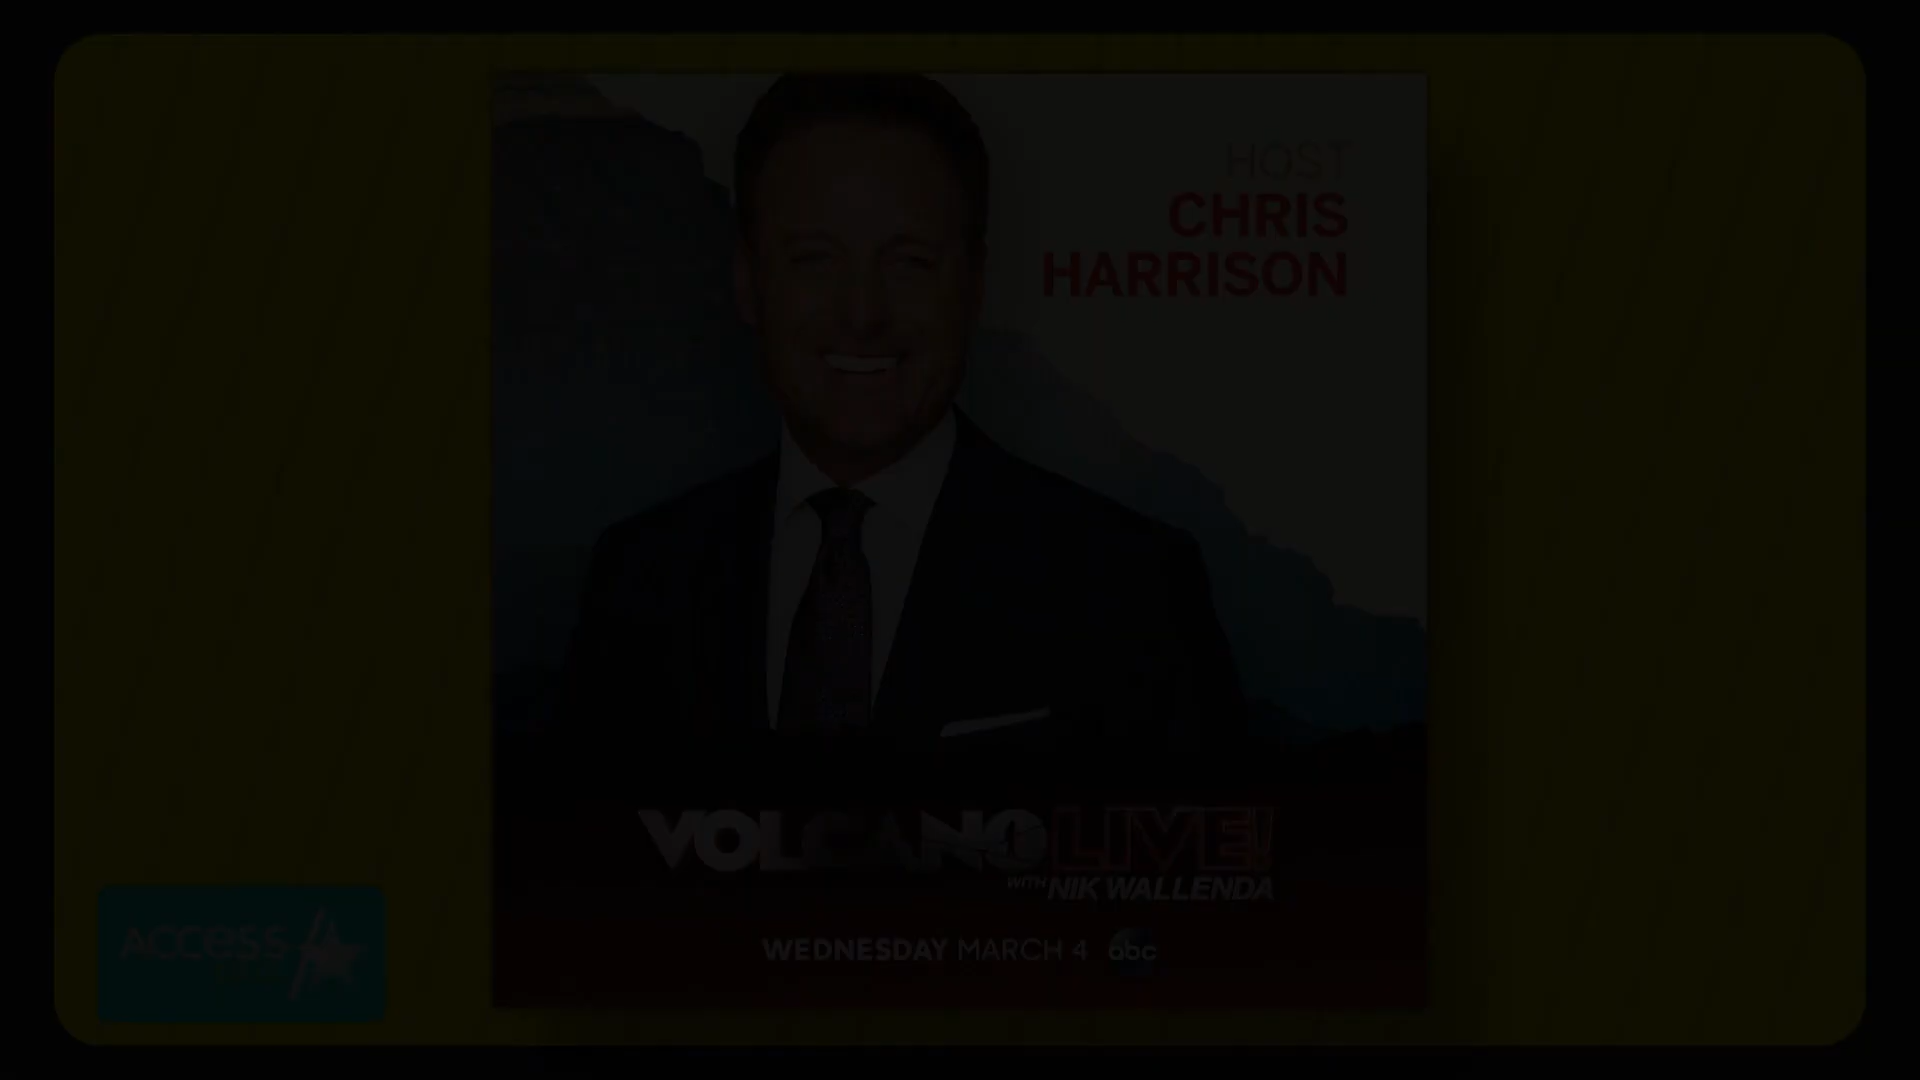 HOST
CHRIS
HARRISON
VOLCANO LIVE!
WITH NIK WALLENDA
WEDNESDAY MARCH 4 abc
access